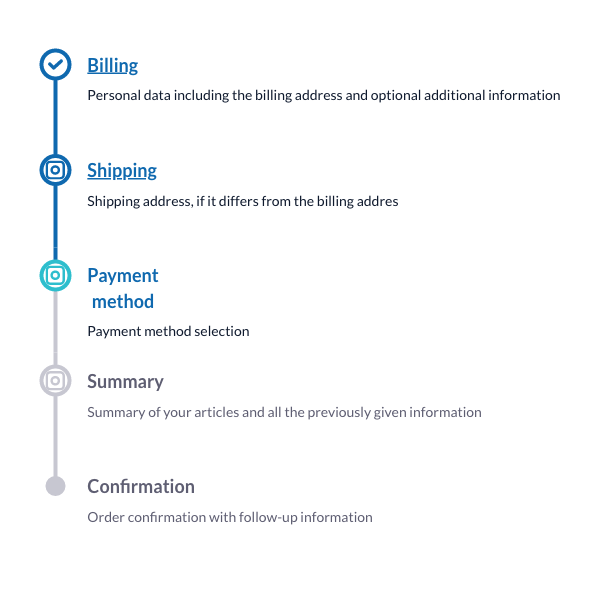 Billing
Personal data including the billing address and optional additional information
Shipping
Shipping address, if it differs from the billing addres
Payment
method
Payment method selection
Summary
Summary of your articles and all the previously given information
Confirmation
Order confirmation with follow-up information